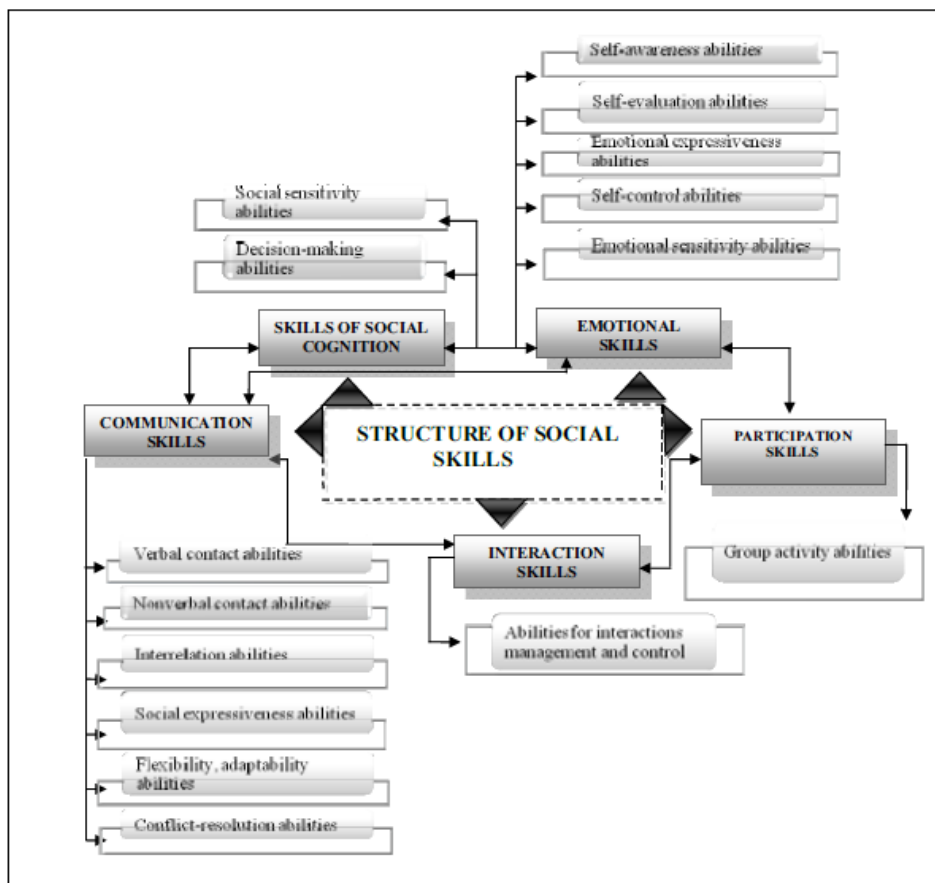 Self-awareness abilities
Self-evaluation abilities
Emotional expressiveness
abilities
Self-control abilities
Emotional sensitivity abilities
Social sensitivity
abilities
Decision-making
abilities
SKILLS OF SOCIAL
COGNITION
EMOTIONAL
SKILLS
COMMUNICATION
SKILLS
STRUCTURE OF SOCIAL
SKILLS
PARTICIPATION
SKILLS
INTERACTION
SKILLS
Group activity abilities
Abilities for interactions
management and control
Verbal contact abilities
Nonverbal contact abilities
Interrelation abilities
Social expressiveness abilities
Flexibility, adaptability
abilities
Conflict-resolution abilities